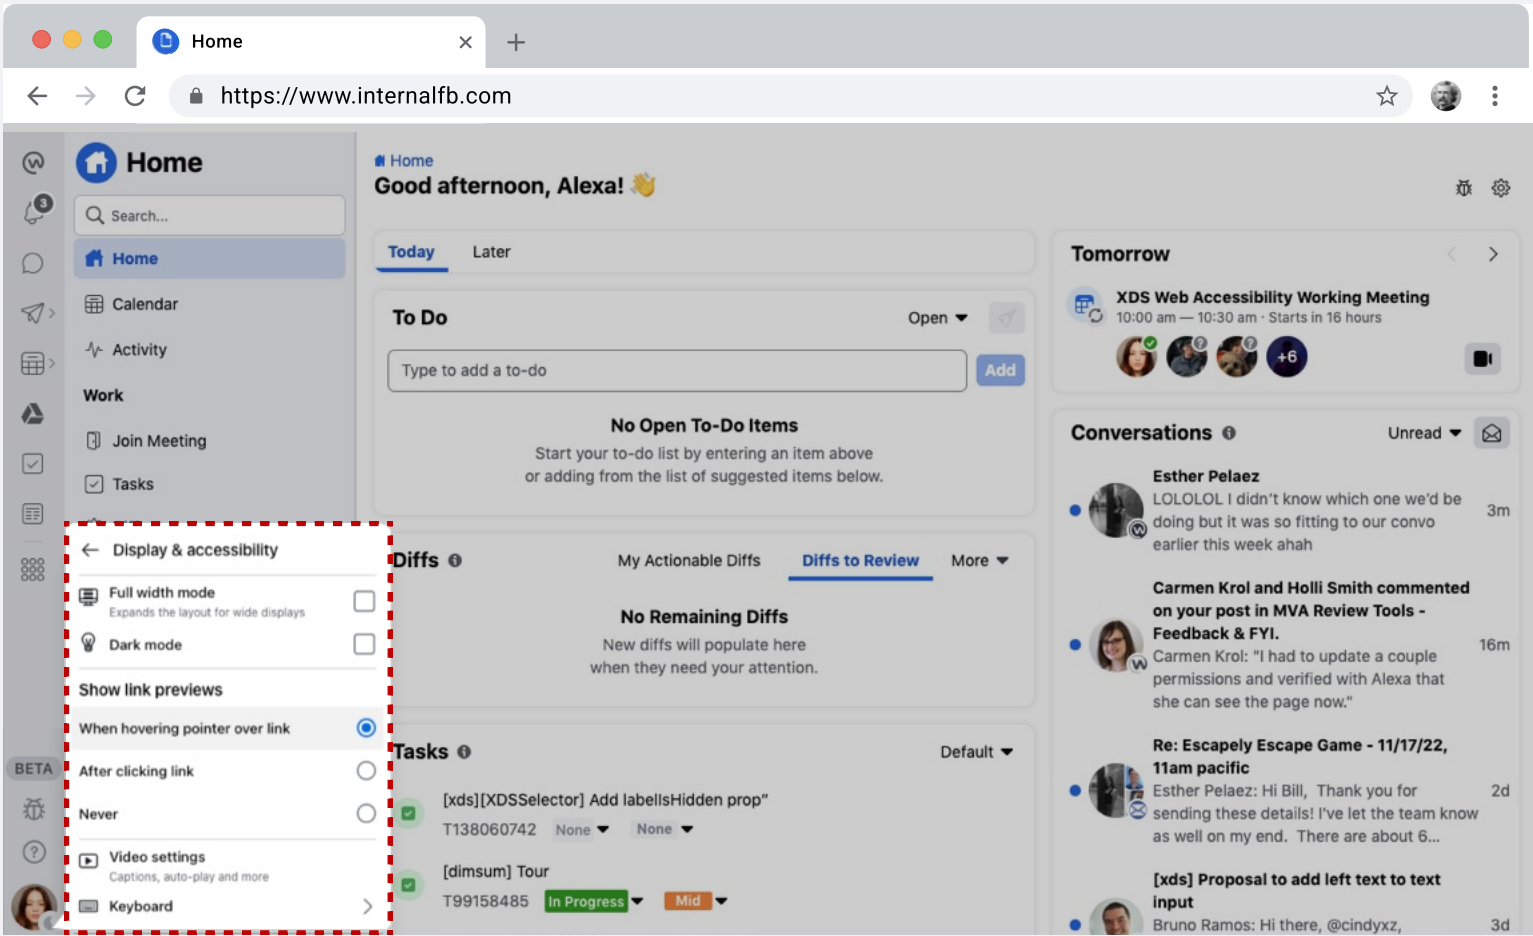 Home
https://www.internalfb.com
3
BETA
Home
Search...
Home
Calendar
Activity
Work
Join Meeting
Tasks
Display & accessibility
Full width mode
Expands the layout for wide displays
Dark mode
Show link previews
When hovering pointer over link
After clicking link
Never
Video settings
Captions, auto-play and more
Keyboard
Home
Good afternoon, Alexa! 👋
Today Later
To Do Open
Type to add a to-do Add
No Open To-Do Items
Start your to-do list by entering an item above
or adding from the list of suggested items below.
Diffs My Actionable Diffs Diffs to Review More
No Remaining Diffs
New diffs will populate here
when they need your attention.
Tasks Default
[xds][XDSSelector] Add labelIsHidden prop”
T138060742 None None
[dimsum] Tour
T99158485 In Progress Mid
Tomorrow
XDS Web Accessibility Working Meeting
10:00 am — 10:30 am · Starts in 16 hours
+6
Conversations Unread
Esther Pelaez
LOLOLOL I didn't know which one we'd be
doing but it was so fitting to our convo
earlier this week ahah
3m
Carmen Krol and Holli Smith commented
on your post in MVA Review Tools -
Feedback & FYI.
Carmen Krol: "I had to update a couple
permissions and verified with Alexa that
she can see the page now."
16m
Re: Escapely Escape Game - 11/17/22,
11am pacific
Esther Pelaez: Hi Bill, Thank you for
sending these details! I've let the team know
as well on my end. There are about 6...
2d
[xds] Proposal to add left text to text
input
Bruno Ramos: Hi there, @cindyxz,
3d